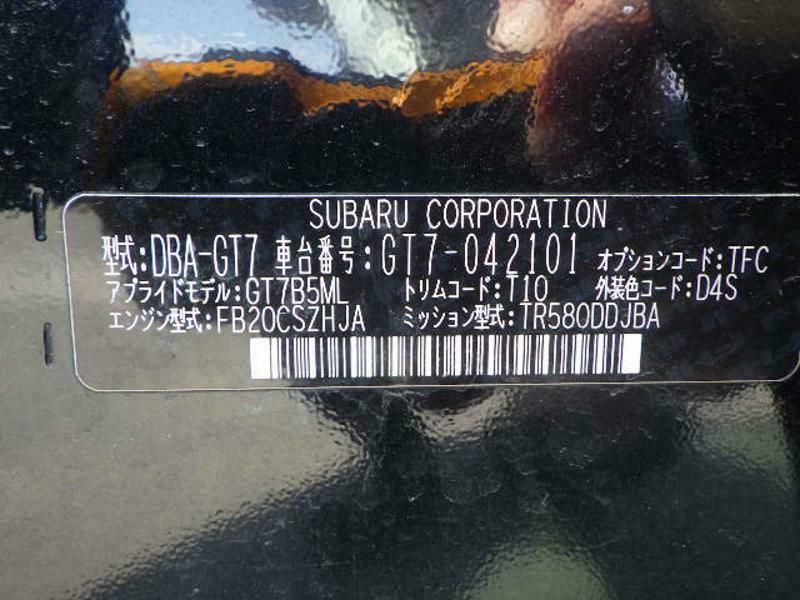 SUBARU CORPORATION
型式:DBA-GT7 車台番号:GT7-042101 オプションコード:TFC
アプライドモデル:GT7B5ML トリムコード:T10 外装色コード:D4S
エンジン型式:FB20CSZHJA ミッション型式:TR580DDJBA